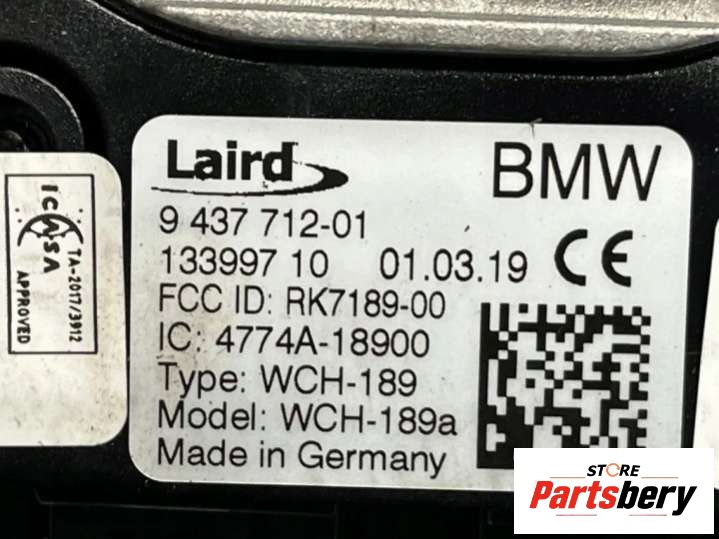 Laird
BMW
9 437 712-01
133997 10 01.03.19 CE
FCC ID: RK7189-00
IC: 4774A-18900
Type: WCH-189
Model: WCH-189a
Made in Germany
ICASA
TA-2017/3912
APPROVED
STORE
Partsbery